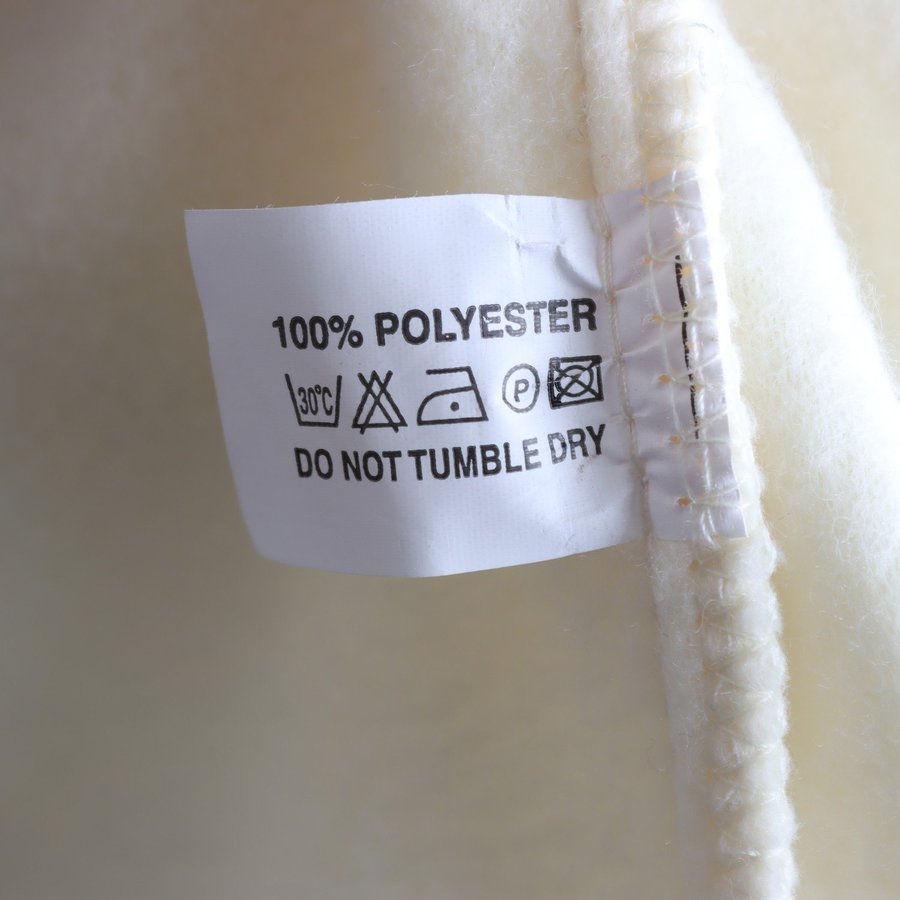 100% POLYESTER
30°C P
DO NOT TUMBLE DRY